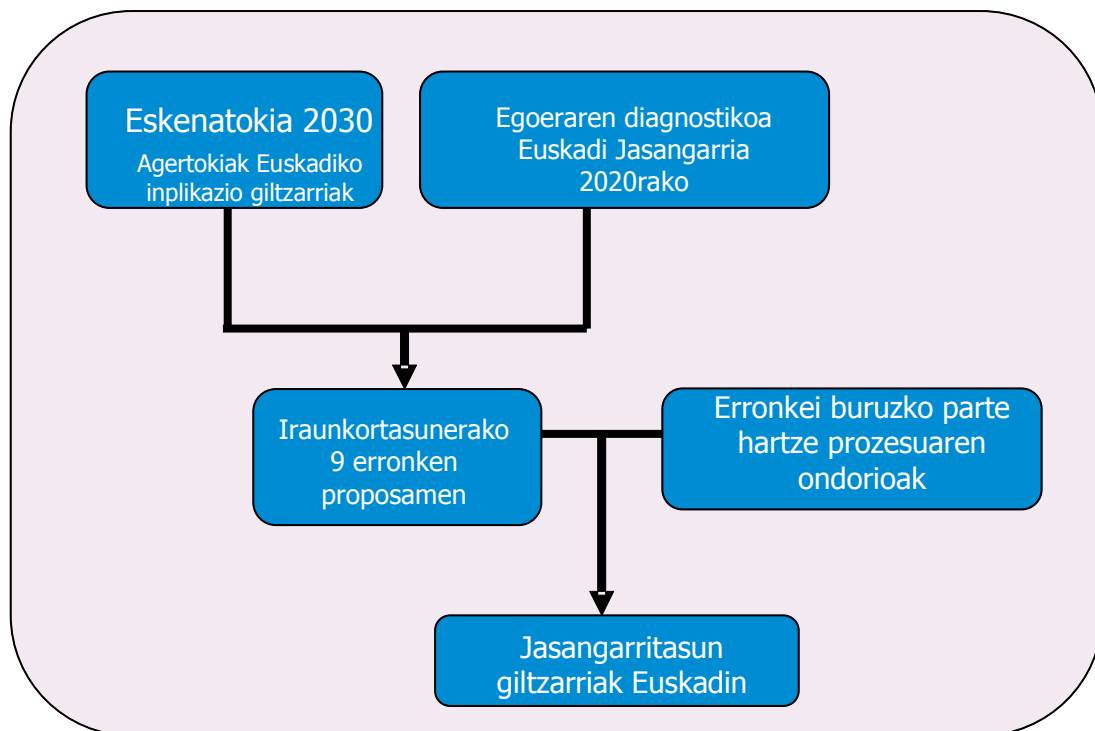 Eskenatokia 2030
Agertokiak Euskadiko
inplikazio giltzarriak
Egoeraren diagnostikoa
Euskadi Jasangarria
2020rako
Iraunkortasunerako
9 erronken
proposamen
Erronkei buruzko parte
hartze prozesuaren
ondorioak
Jasangarritasun
giltzarriak Euskadin